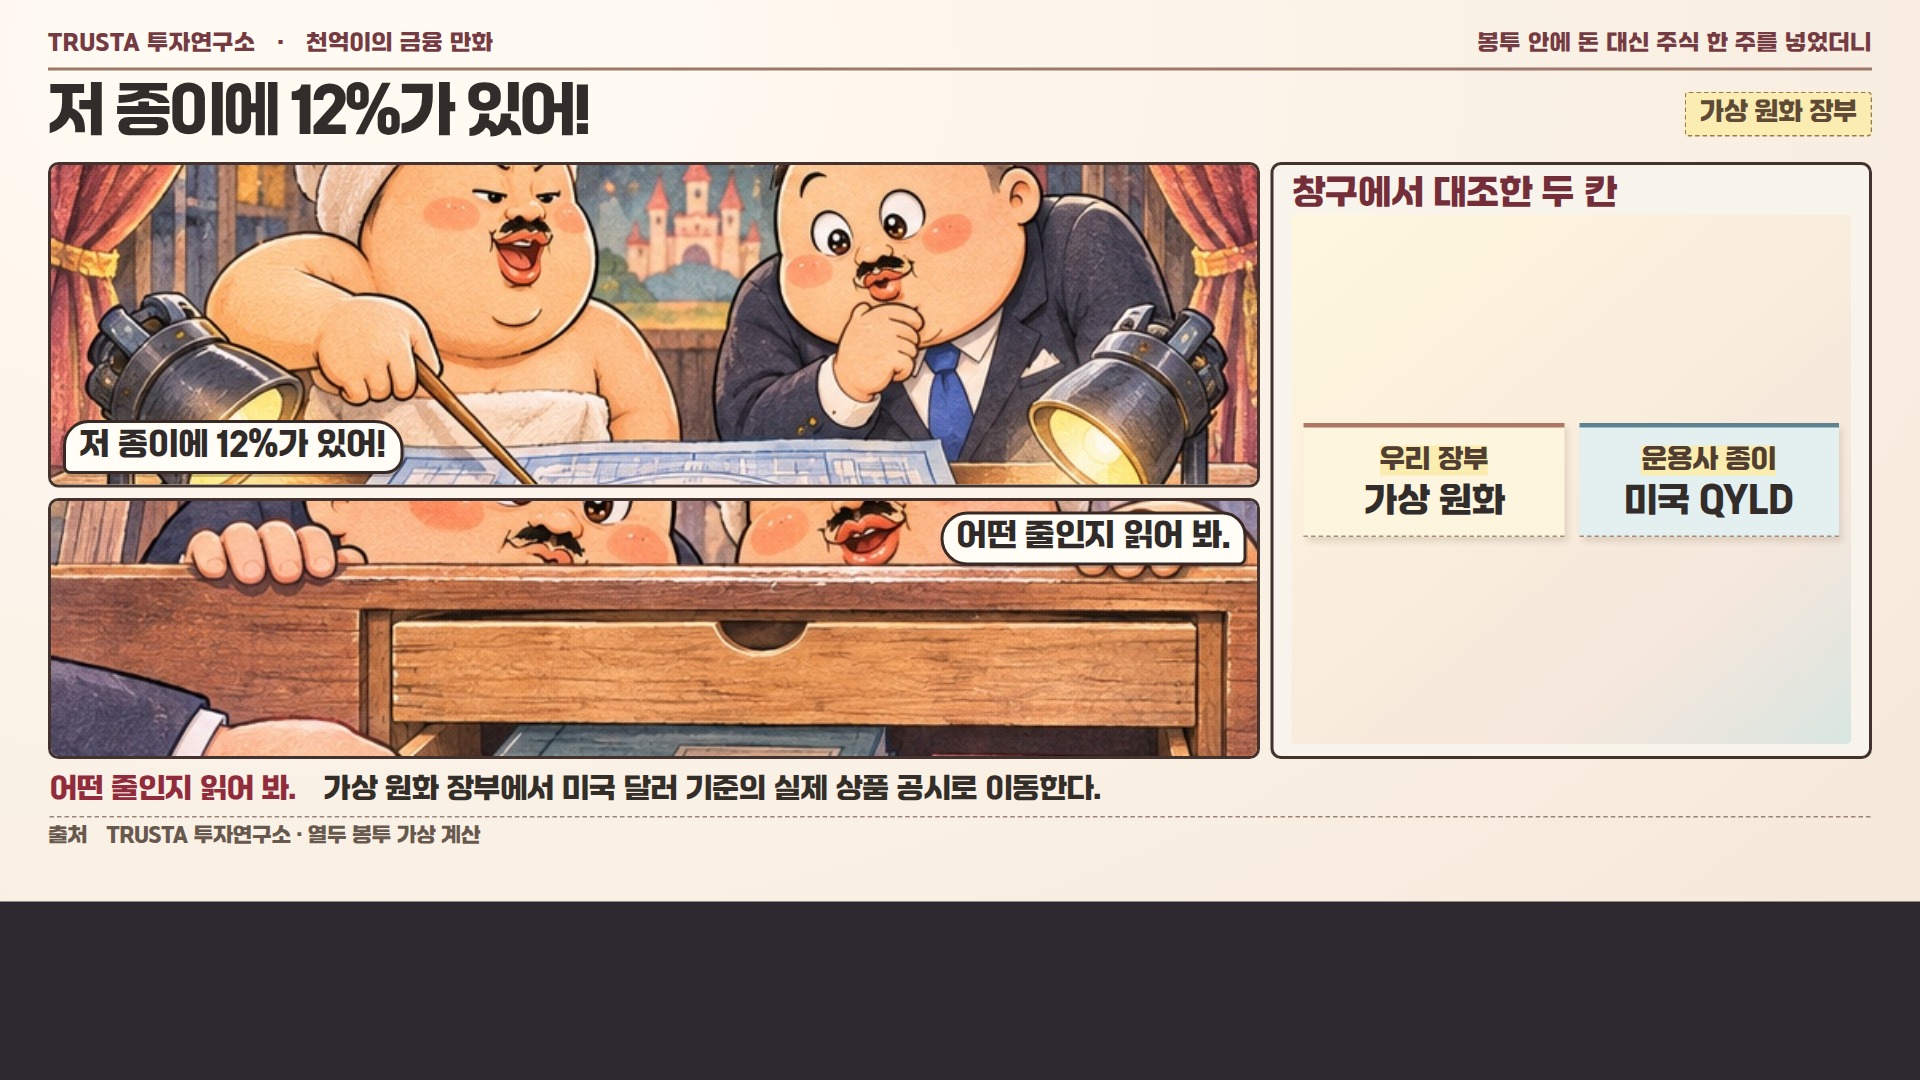 TRUSTA 투자연구소 · 천억이의 금융 만화
봉투 안에 돈 대신 주식 한 주를 넣었더니
저 종이에 12%가 있어!
가상 원화 장부
저 종이에 12%가 있어!
어떤 줄인지 읽어 봐.
창구에서 대조한 두 칸
우리 장부
가상 원화
운용사 종이
미국 QYLD
어떤 줄인지 읽어 봐. 가상 원화 장부에서 미국 달러 기준의 실제 상품 공시로 이동한다.
출처 TRUSTA 투자연구소 · 열두 봉투 가상 계산